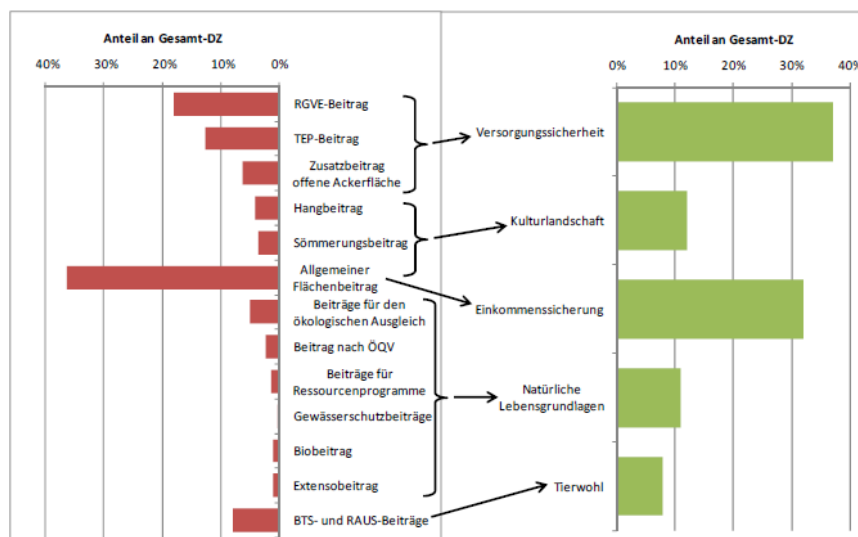 Anteil an Gesamt-DZ
40% 30% 20% 10% 0%
RGVE-Beitrag
TEP-Beitrag
Zusatzbeitrag
offene Ackerfläche
Hangbeitrag
Sömmerungsbeitrag
Allgemeiner
Flächenbeitrag
Beiträge für den
ökologischen Ausgleich
Beitrag nach ÖQV
Beiträge für
Ressourcenprogramme
Gewässerschutzbeiträge
Biobeitrag
Extensobeitrag
BTS- und RAUS-Beiträge
Anteil an Gesamt-DZ
0% 10% 20% 30% 40%
Versorgungssicherheit
Kulturlandschaft
Einkommenssicherung
Natürliche
Lebensgrundlagen
Tierwohl